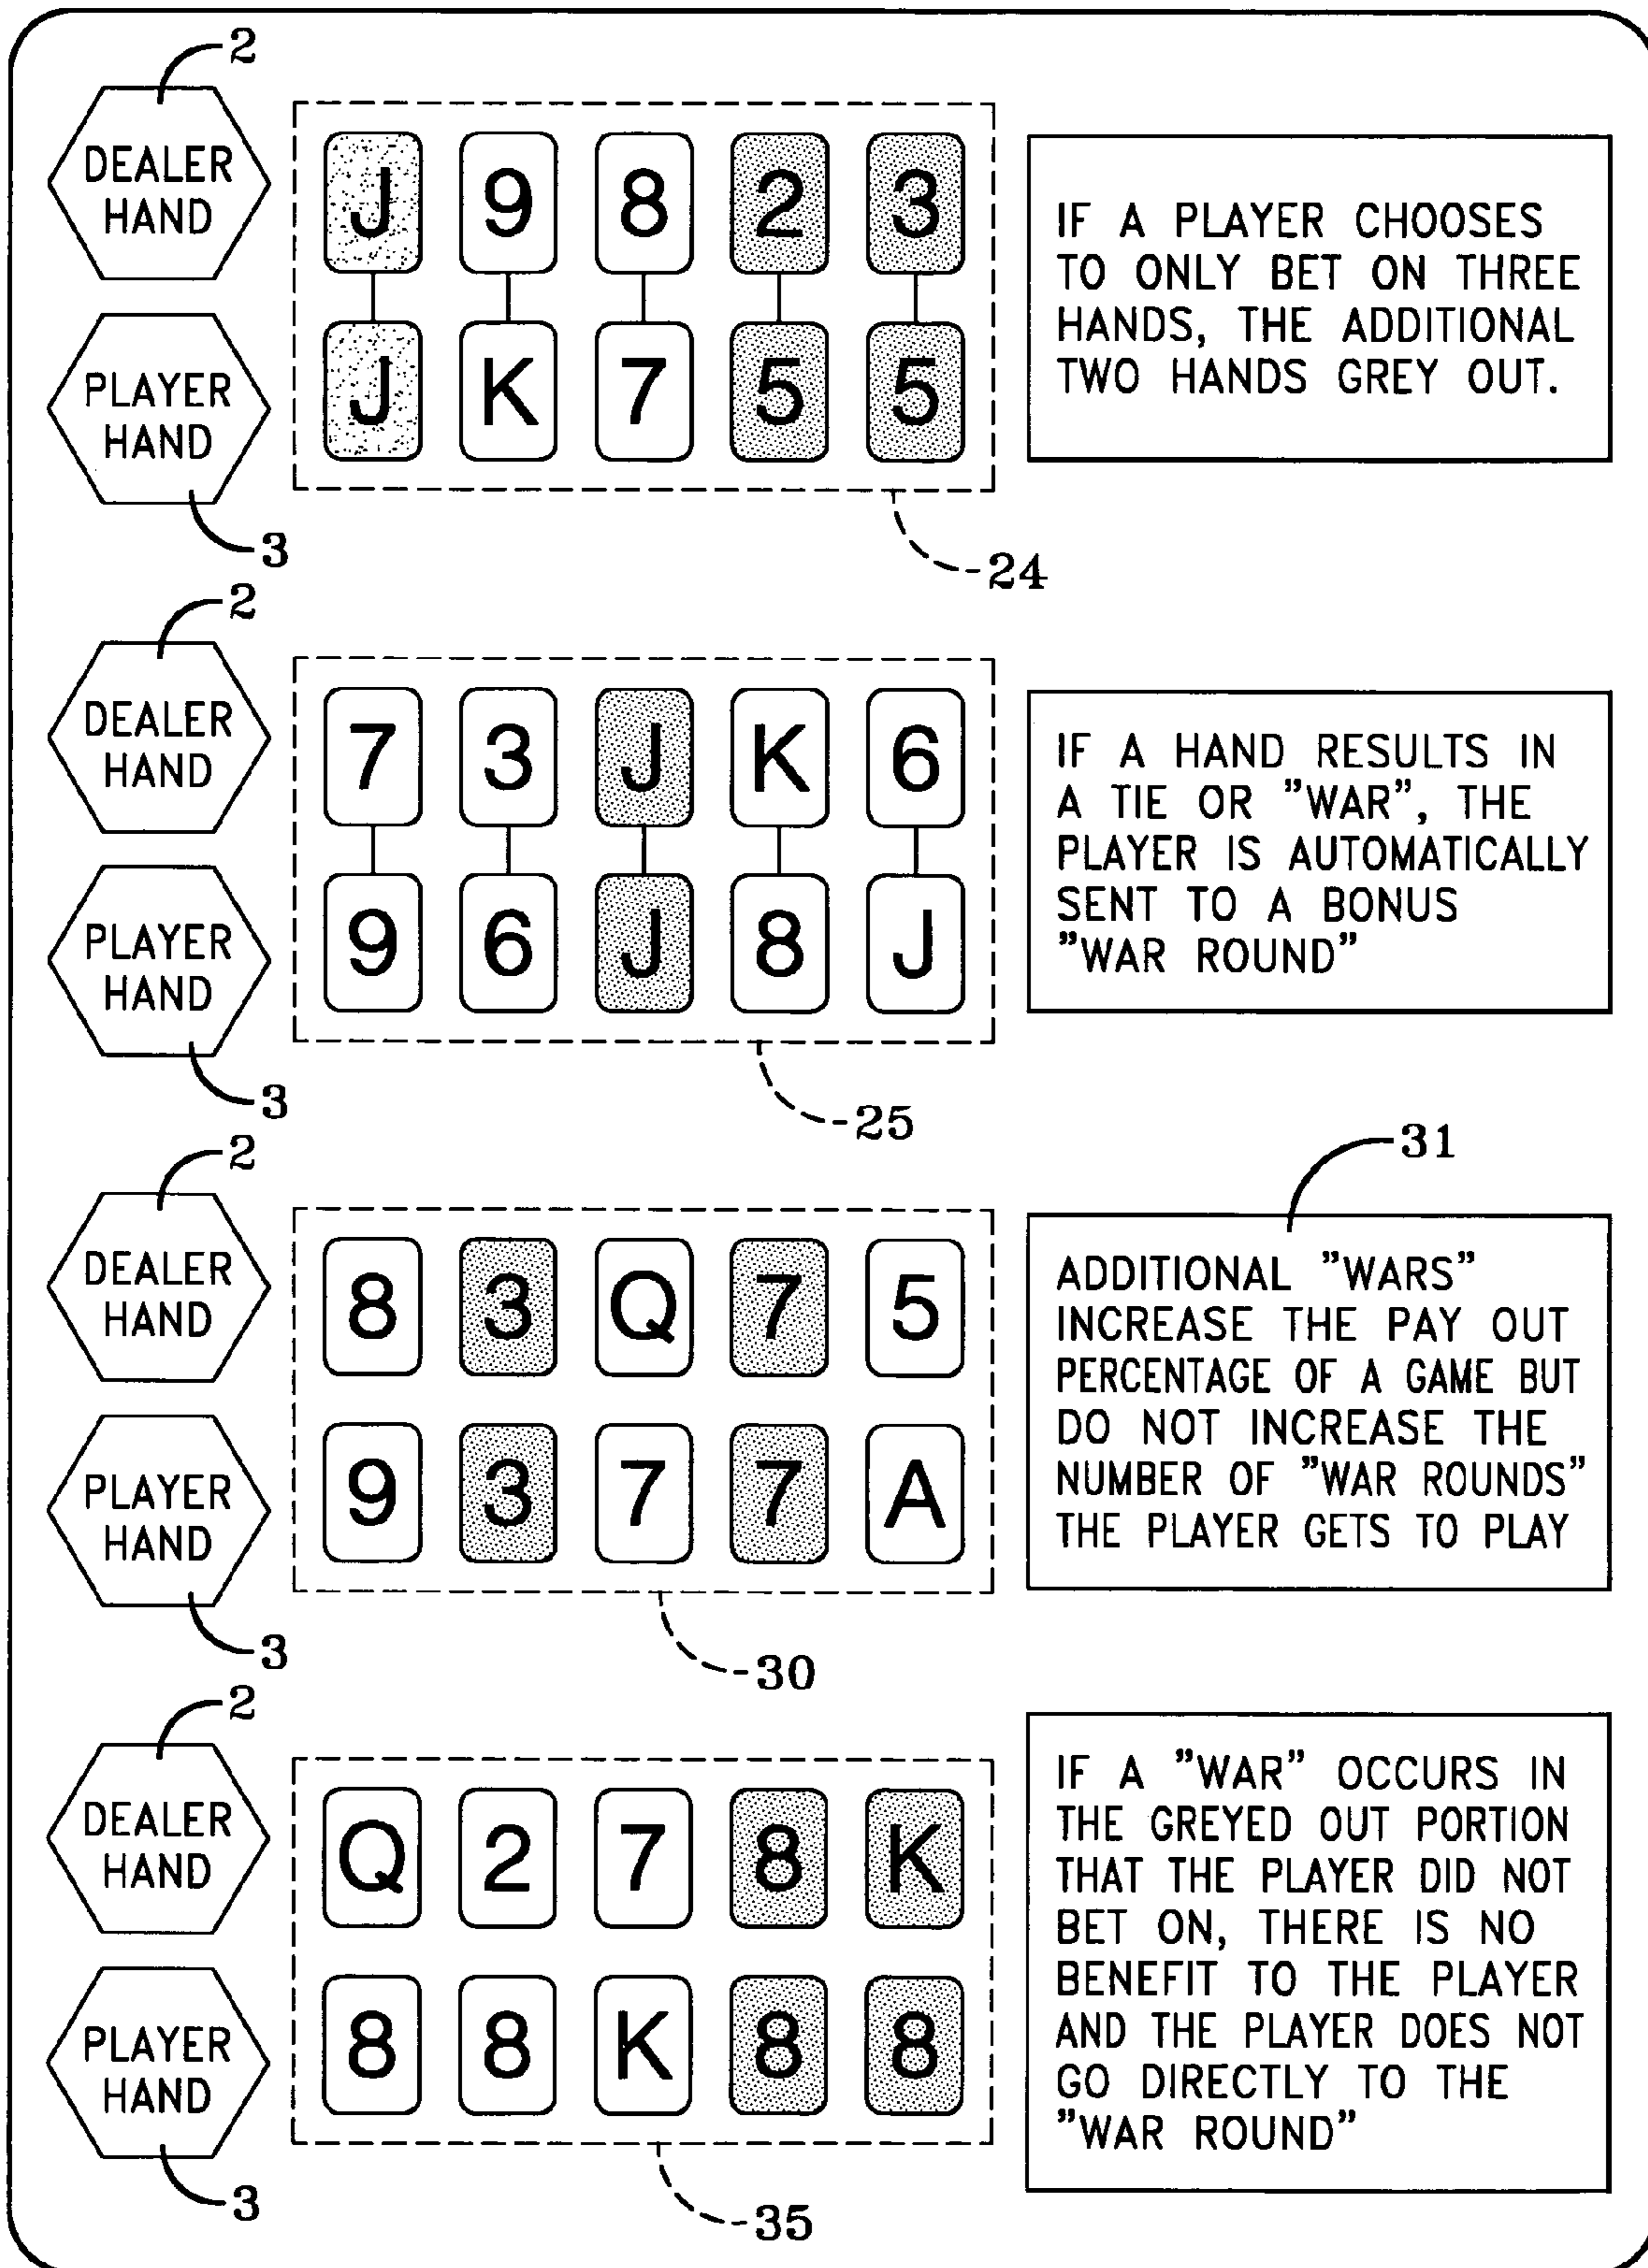 2
DEALER
HAND
J 9 8 2 3
PLAYER
HAND
J K 7 5 5
3
24
IF A PLAYER CHOOSES
TO ONLY BET ON THREE
HANDS, THE ADDITIONAL
TWO HANDS GREY OUT.
2
DEALER
HAND
7 3 J K 6
PLAYER
HAND
9 6 J 8 J
3
25
IF A HAND RESULTS IN
A TIE OR "WAR", THE
PLAYER IS AUTOMATICALLY
SENT TO A BONUS
"WAR ROUND"
2
DEALER
HAND
8 3 Q 7 5
PLAYER
HAND
9 3 7 7 A
3
30
31
ADDITIONAL "WARS"
INCREASE THE PAY OUT
PERCENTAGE OF A GAME BUT
DO NOT INCREASE THE
NUMBER OF "WAR ROUNDS"
THE PLAYER GETS TO PLAY
2
DEALER
HAND
Q 2 7 8 K
PLAYER
HAND
8 8 K 8 8
3
35
IF A "WAR" OCCURS IN
THE GREYED OUT PORTION
THAT THE PLAYER DID NOT
BET ON, THERE IS NO
BENEFIT TO THE PLAYER
AND THE PLAYER DOES NOT
GO DIRECTLY TO THE
"WAR ROUND"